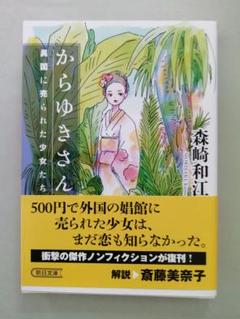 からゆきさん
異国に売られた少女たち
森崎和江
500円で外国の娼館に
売られた少女は、
まだ恋も知らなかった。
衝撃の傑作ノンフィクションが復刊！
朝日文庫
解説 斎藤美奈子